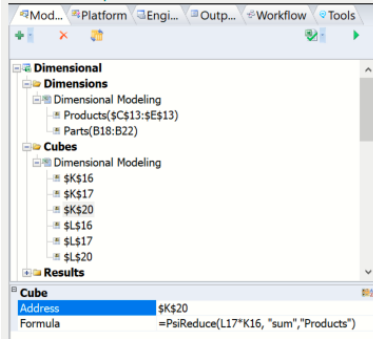 Mod... Platform Engi... Outp... Workflow Tools
Dimensional
Dimensions
Dimensional Modeling
Products($C$13:$E$13)
Parts(B18:B22)
Cubes
Dimensional Modeling
$K$16
$K$17
$K$20
$L$16
$L$17
$L$20
Results
Cube
Address $K$20
Formula =PsiReduce(L17*K16, "sum","Products")